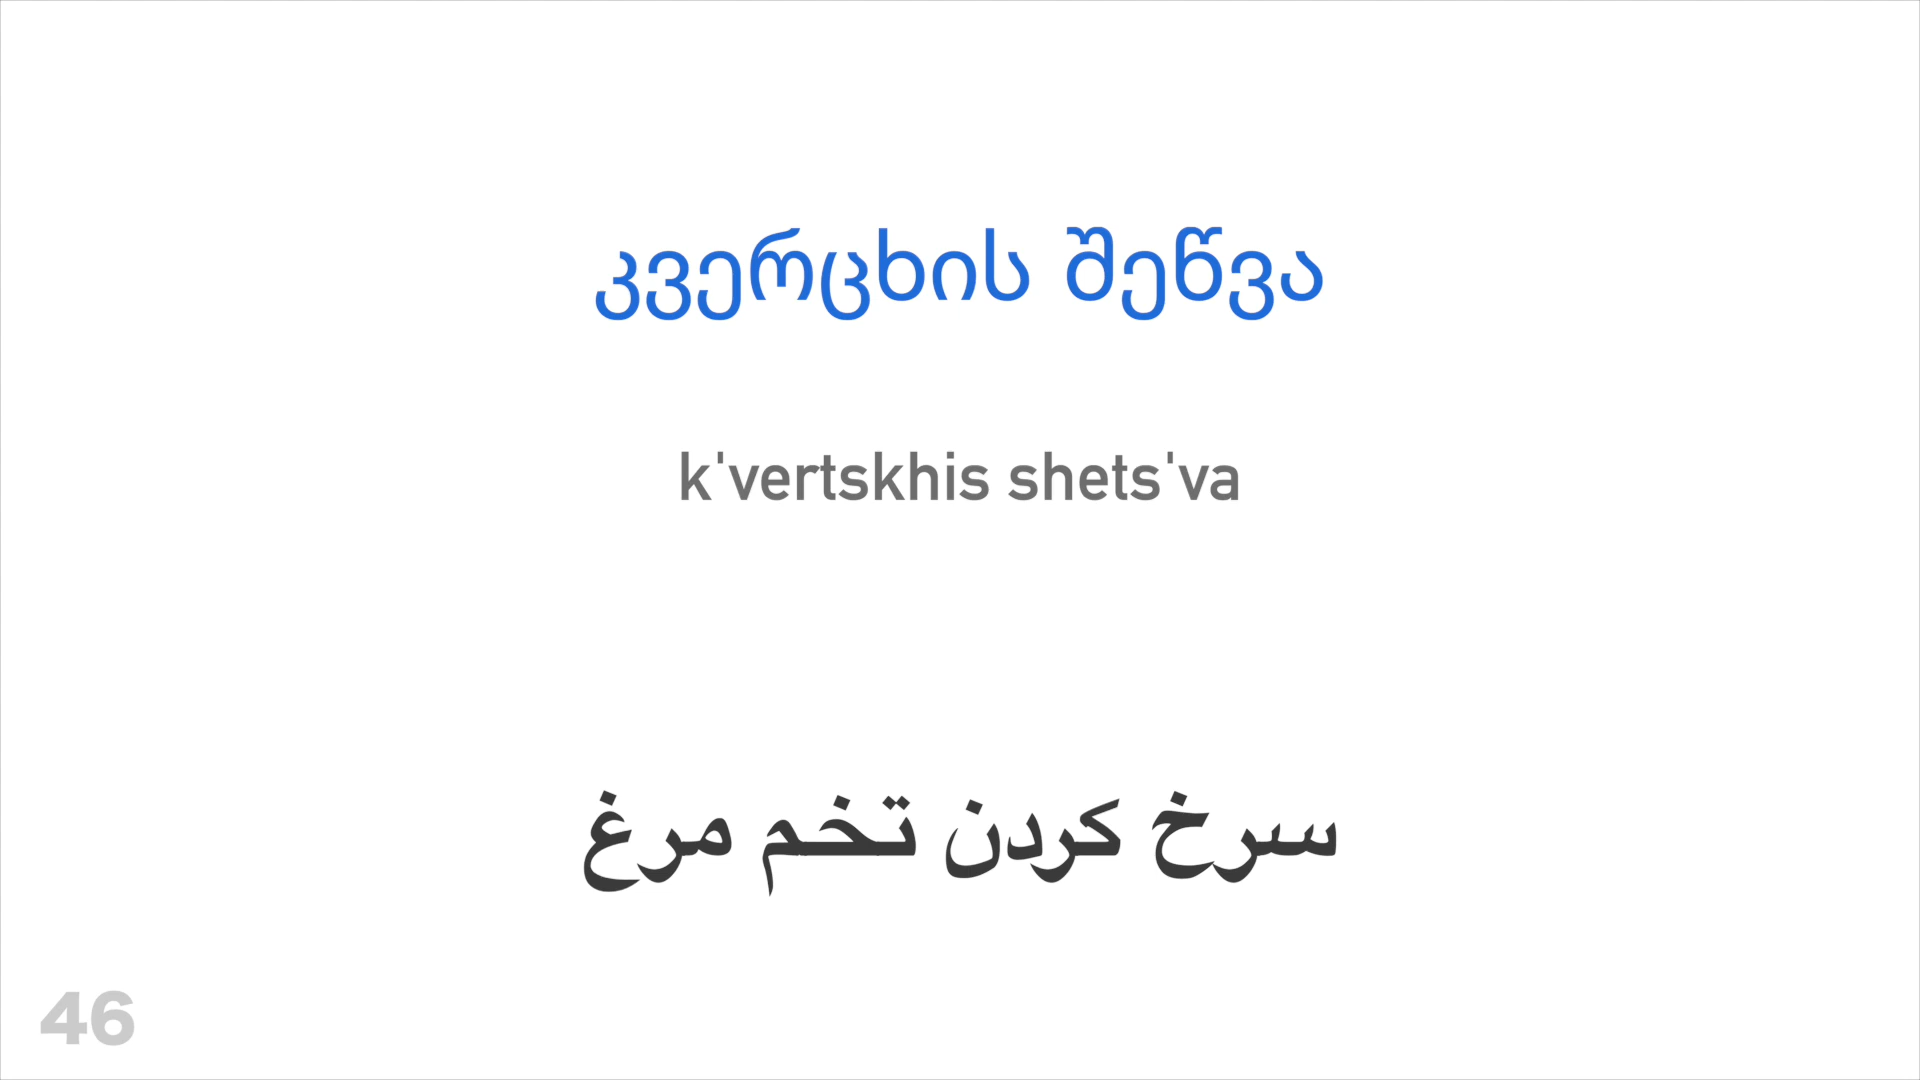 კვერცხის შეწვა
k'vertskhis shets'va
سرخ کردن تخم مرغ
46